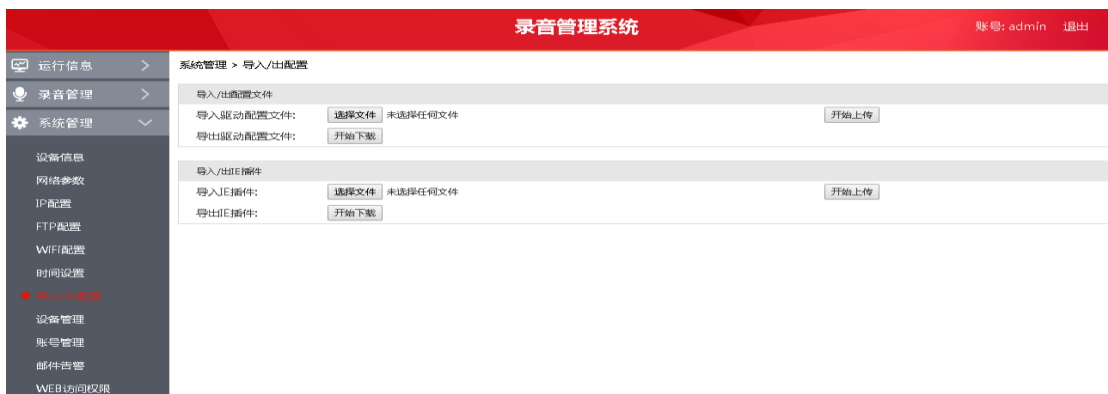 录音管理系统
账号: admin 退出
运行信息
录音管理
系统管理
设备信息
网络参数
IP配置
FTP配置
WIFI配置
时间设置
导入/出配置
设备管理
账号管理
邮件告警
WEB访问权限
系统管理 > 导入/出配置
导入/出配置文件
导入驱动配置文件: 选择文件 未选择任何文件 开始上传
导出驱动配置文件: 开始下载
导入/出IE插件
导入IE插件: 选择文件 未选择任何文件 开始上传
导出IE插件: 开始下载